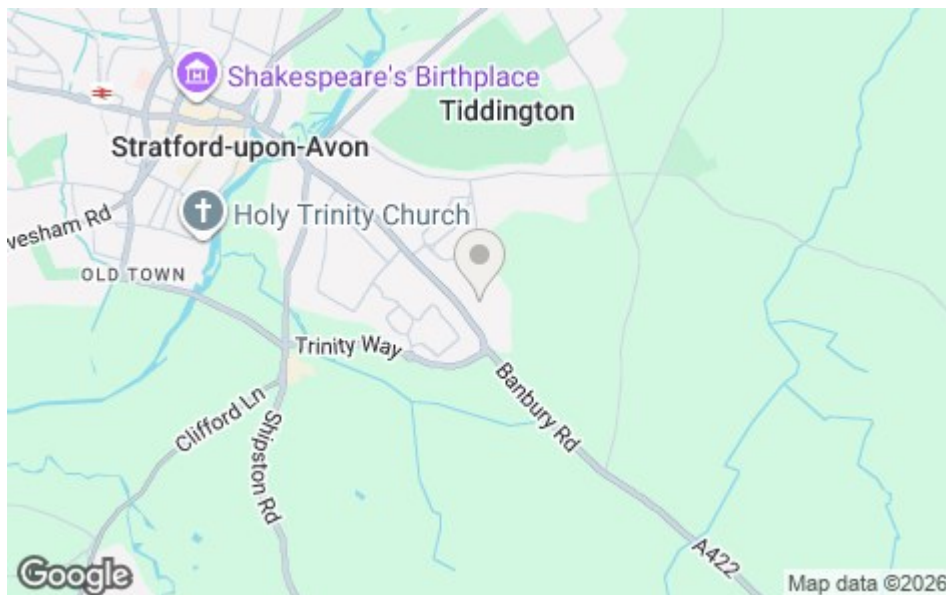 Shakespeare's Birthplace
Tiddington
Stratford-upon-Avon
vesham Rd
Holy Trinity Church
OLD TOWN
Trinity Way
Banbury Rd
Clifford Ln
Shipston Rd
A422
Google
Map data ©2026